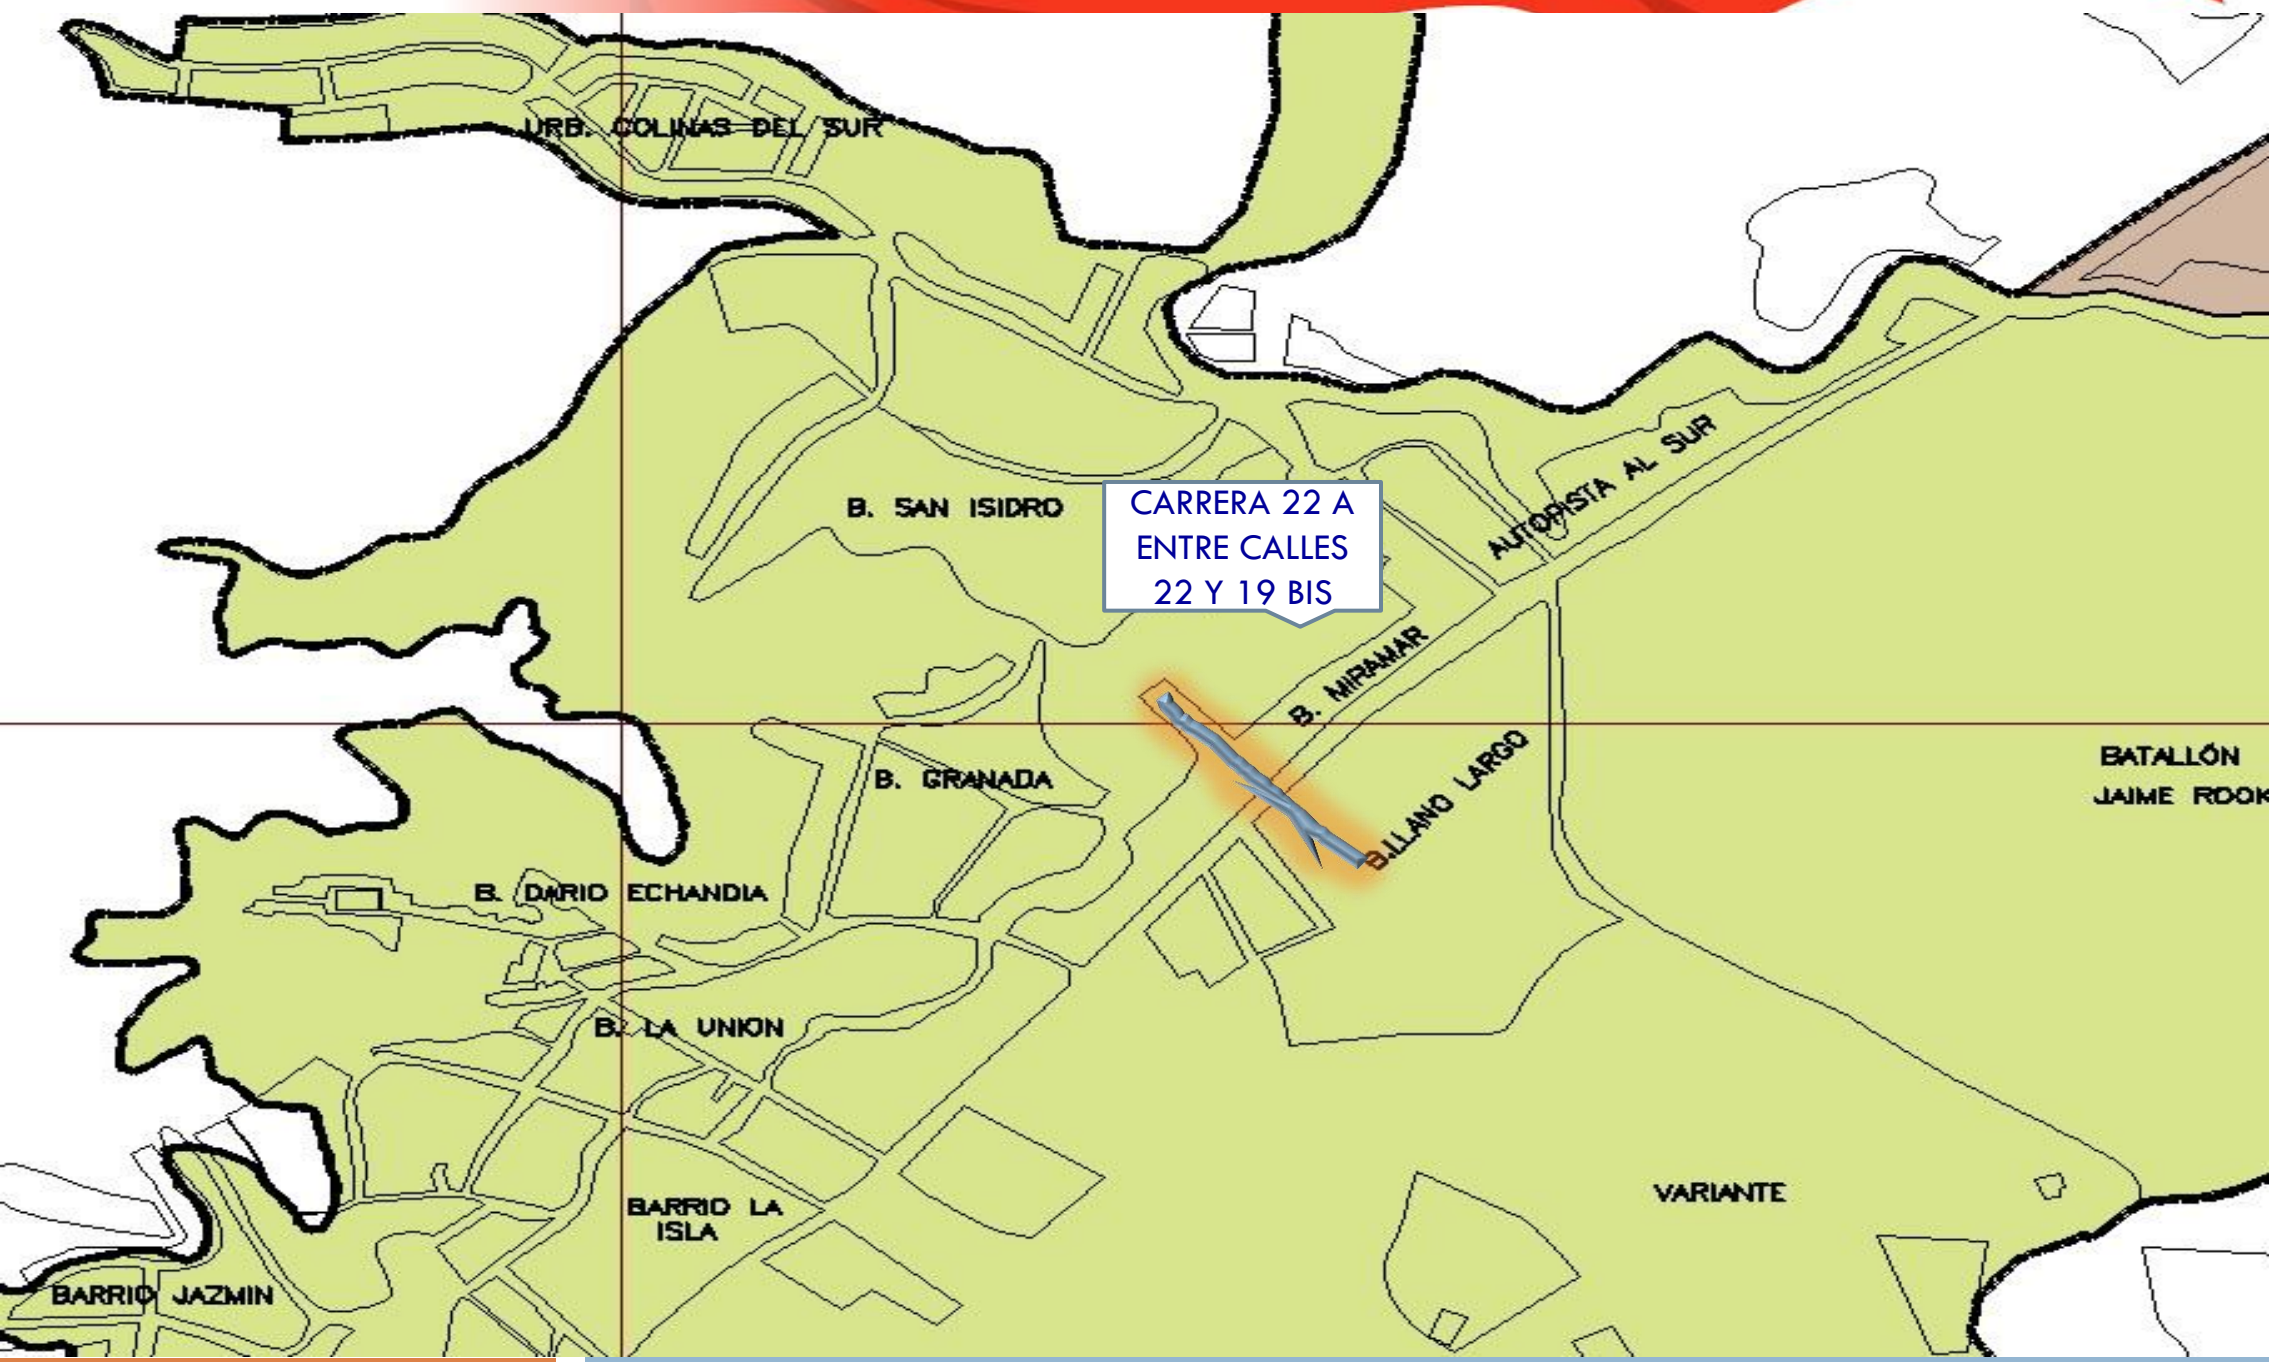 URB. COLINAS DEL SUR
AUTOPISTA AL SUR
B. SAN ISIDRO
CARRERA 22 A
ENTRE CALLES
22 Y 19 BIS
B. MIRAMAR
B.LLANO LARGO
BATALLÓN
JAIME ROOK
B. GRANADA
B. DARIO ECHANDIA
B. LA UNION
VARIANTE
BARRIO LA
ISLA
BARRIO JAZMIN